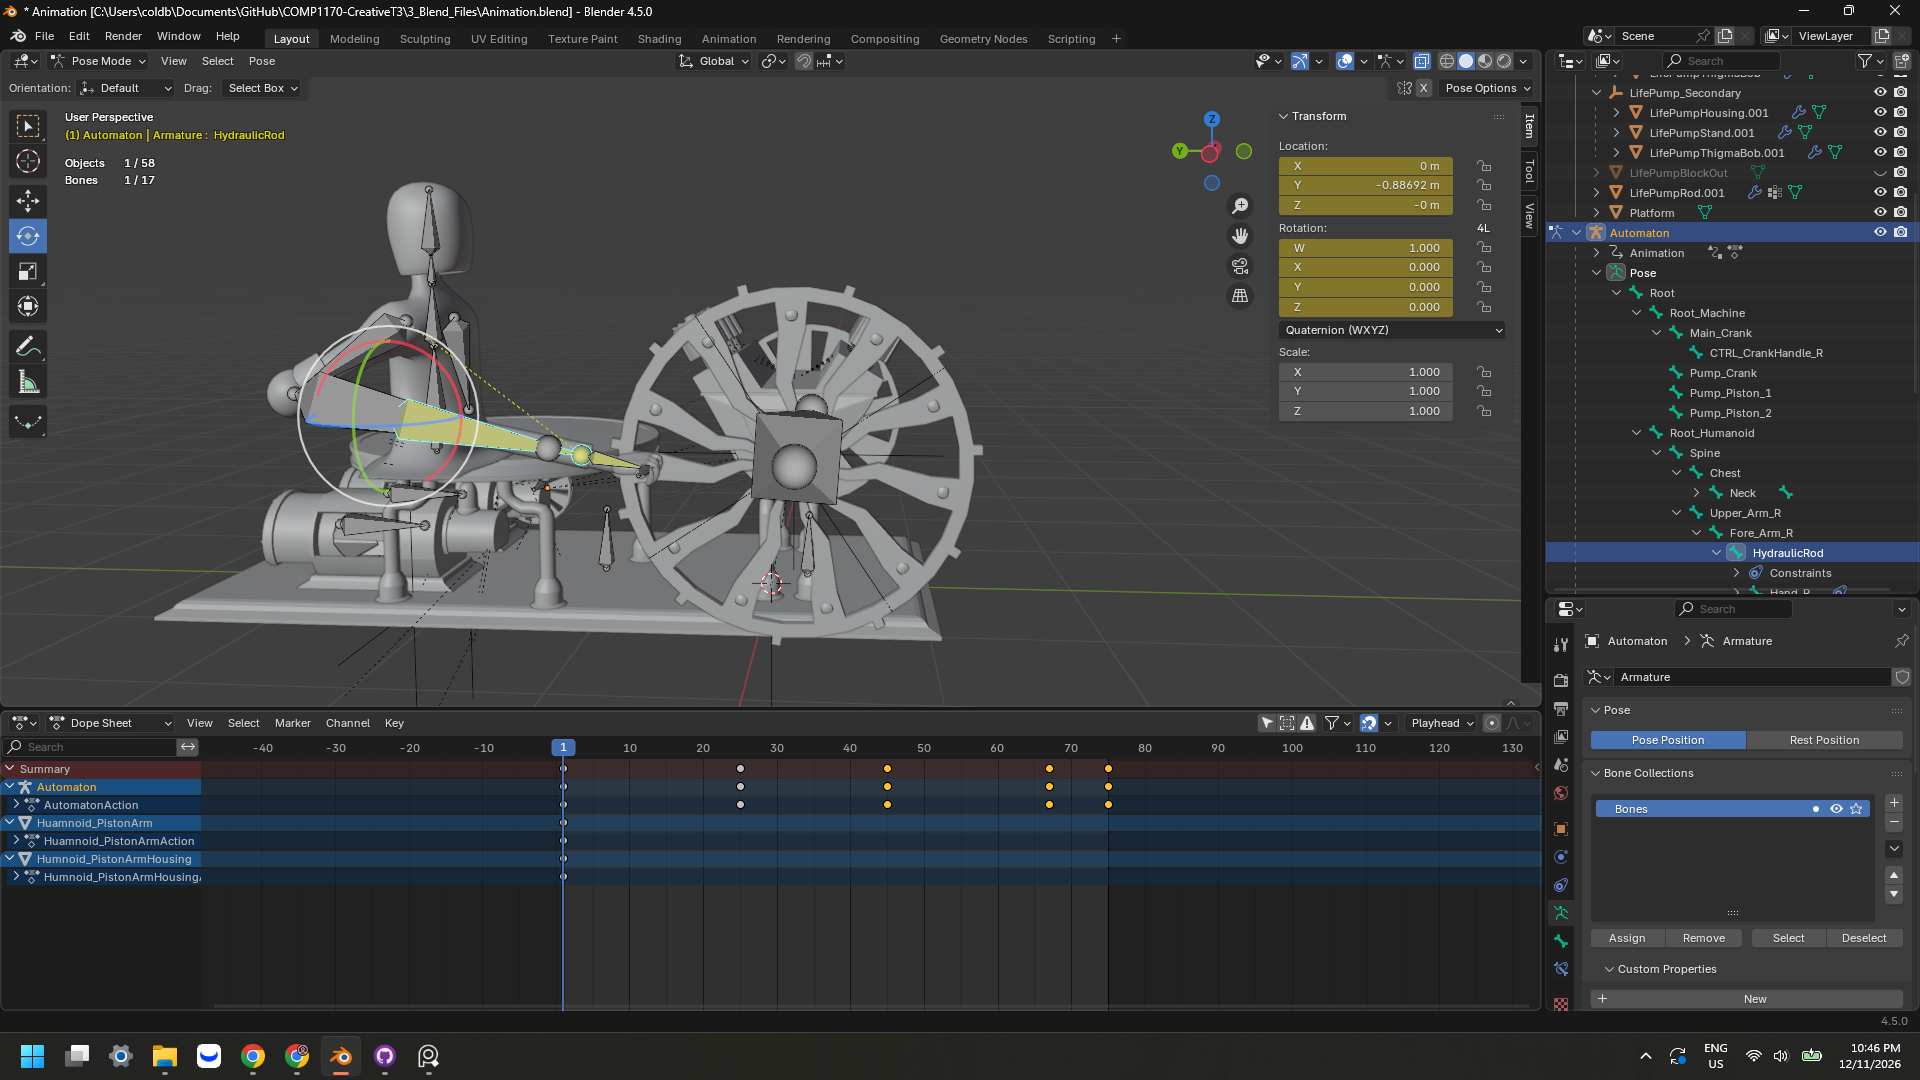 * Animation [C:\Users\coldb\Documents\GitHub\COMP1170-CreativeT3\3_Blend_Files\Animation.blend] - Blender 4.5.0
File Edit Render Window Help
Layout Modeling Sculpting UV Editing Texture Paint Shading Animation Rendering Compositing Geometry Nodes Scripting +
Scene
ViewLayer
Pose Mode View Select Pose
Global
Search
Orientation: Default Drag: Select Box
X Pose Options
User Perspective
(1) Automaton | Armature : HydraulicRod
Objects 1 / 58
Bones 1 / 17
Z
Y
Transform
Location:
X 0 m
Y -0.88692 m
Z -0 m
Rotation: 4L
W 1.000
X 0.000
Y 0.000
Z 0.000
Quaternion (WXYZ)
Scale:
X 1.000
Y 1.000
Z 1.000
Item
Tool
View
LifePumpThigmaBob
LifePump_Secondary
LifePumpHousing.001
LifePumpStand.001
LifePumpThigmaBob.001
LifePumpBlockOut
LifePumpRod.001
Platform
Automaton
Animation
Pose
Root
Root_Machine
Main_Crank
CTRL_CrankHandle_R
Pump_Crank
Pump_Piston_1
Pump_Piston_2
Root_Humanoid
Spine
Chest
Neck
Upper_Arm_R
Fore_Arm_R
HydraulicRod
Constraints
Hand_R
Search
Automaton > Armature
Armature
Pose
Pose Position Rest Position
Bone Collections
Bones
Assign Remove Select Deselect
Custom Properties
New
Dope Sheet View Select Marker Channel Key
Playhead
Search
-40 -30 -20 -10 1 10 20 30 40 50 60 70 80 90 100 110 120 130
Summary
Automaton
AutomatonAction
Huamnoid_PistonArm
Huamnoid_PistonArmAction
Humnoid_PistonArmHousing
Humnoid_PistonArmHousing
4.5.0
ENG
US
10:46 PM
12/11/2026